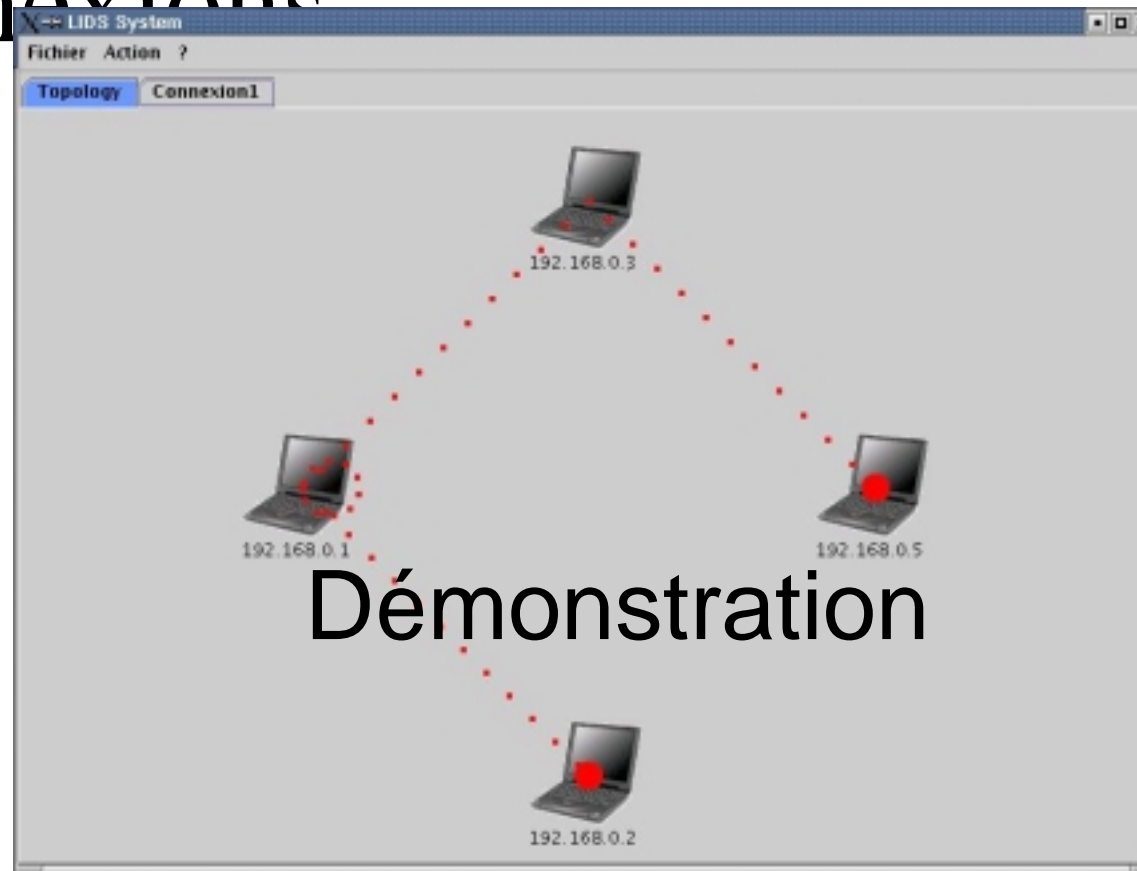 LIDS System
Fichier Action ?
Topology Connexion1
192.168.0.3
192.168.0.1
192.168.0.5
Démonstration
192.168.0.2